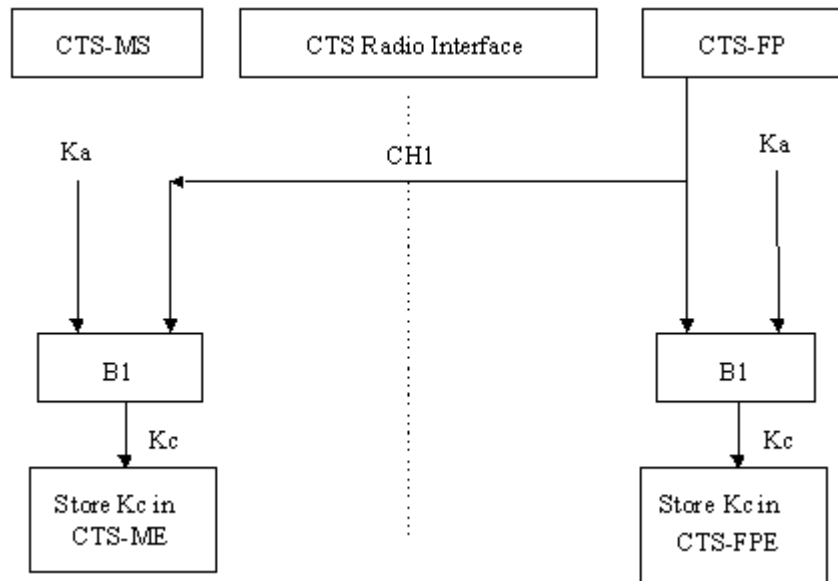 CTS-MS
CTS Radio Interface
CTS-FP
Ka
CH1
Ka
B1
B1
Kc
Kc
Store Kc in
CTS-ME
Store Kc in
CTS-FPE